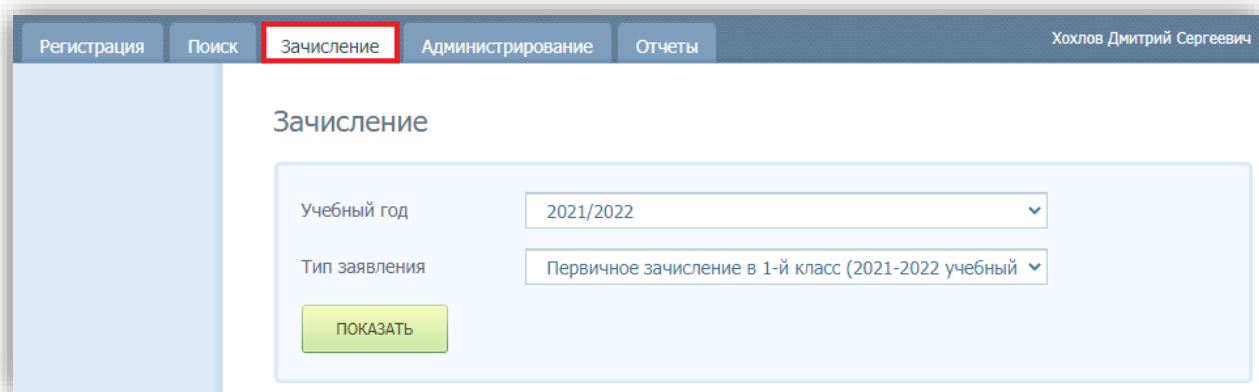 Регистрация Поиск Зачисление Администрирование Отчеты Хохлов Дмитрий Сергеевич
Зачисление
Учебный год 2021/2022
Тип заявления Первичное зачисление в 1-й класс (2021-2022 учебный
ПОКАЗАТЬ